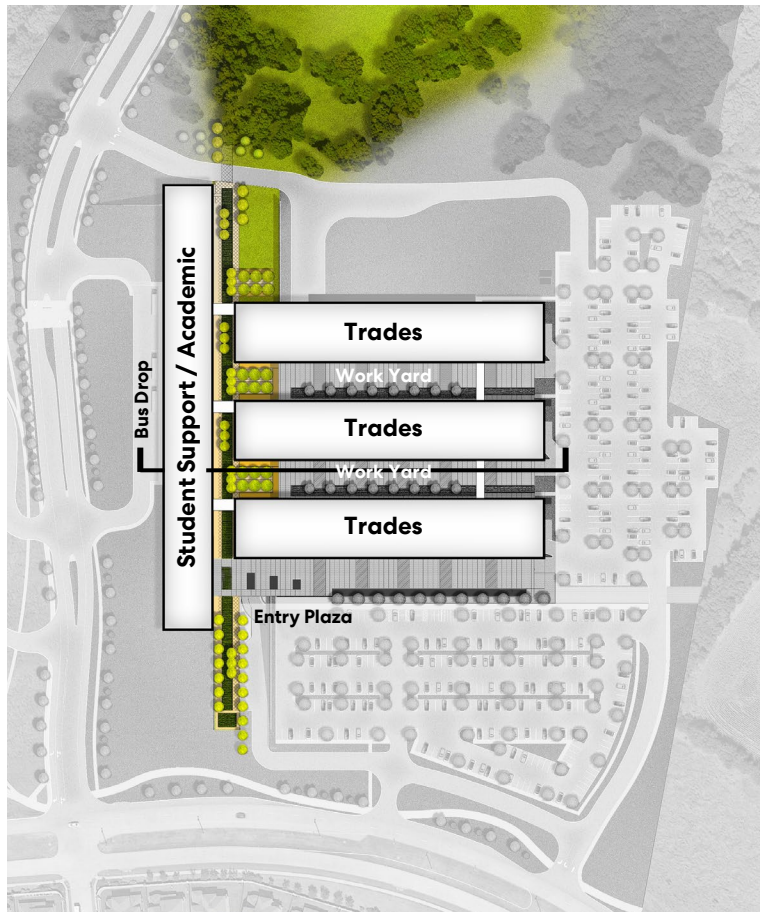 Student Support / Academic
Bus Drop
Trades
Work Yard
Trades
Work Yard
Trades
Entry Plaza